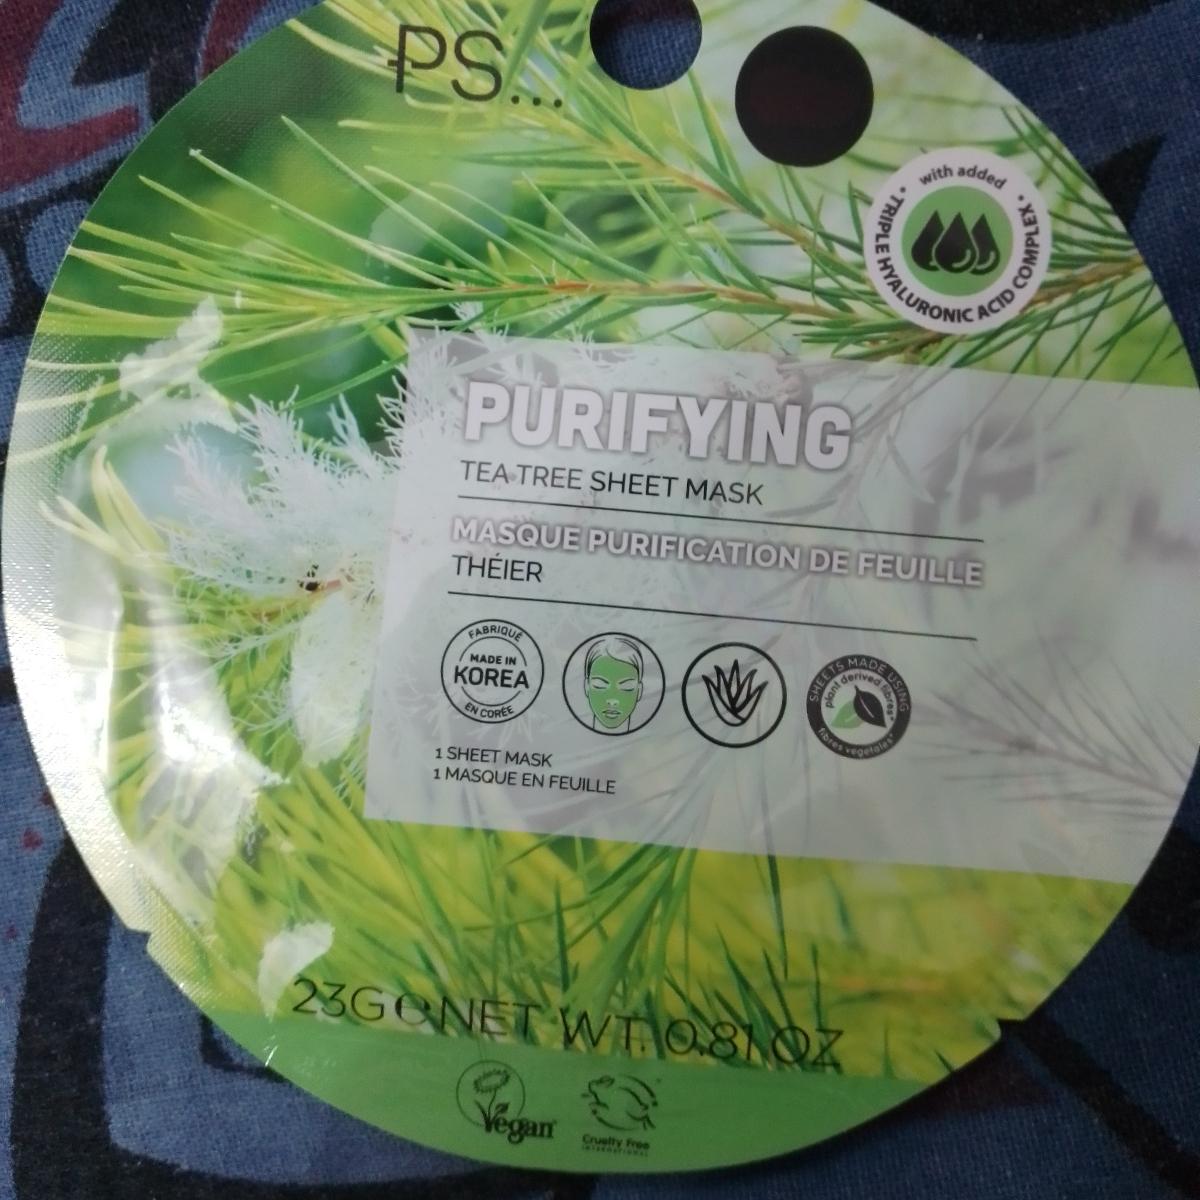 PS...
with added
• TRIPLE HYALURONIC ACID COMPLEX •
PURIFYING
TEA TREE SHEET MASK
MASQUE PURIFICATION DE FEUILLE
THÉIER
FABRIQUÉ
MADE IN
KOREA
EN CORÉE
SHEETS MADE USING
plant derived fibres*
fibres vegetales*
1 SHEET MASK
1 MASQUE EN FEUILLE
23G e NET WT. 0.81 OZ
Vegan
Cruelty Free
INTERNATIONAL